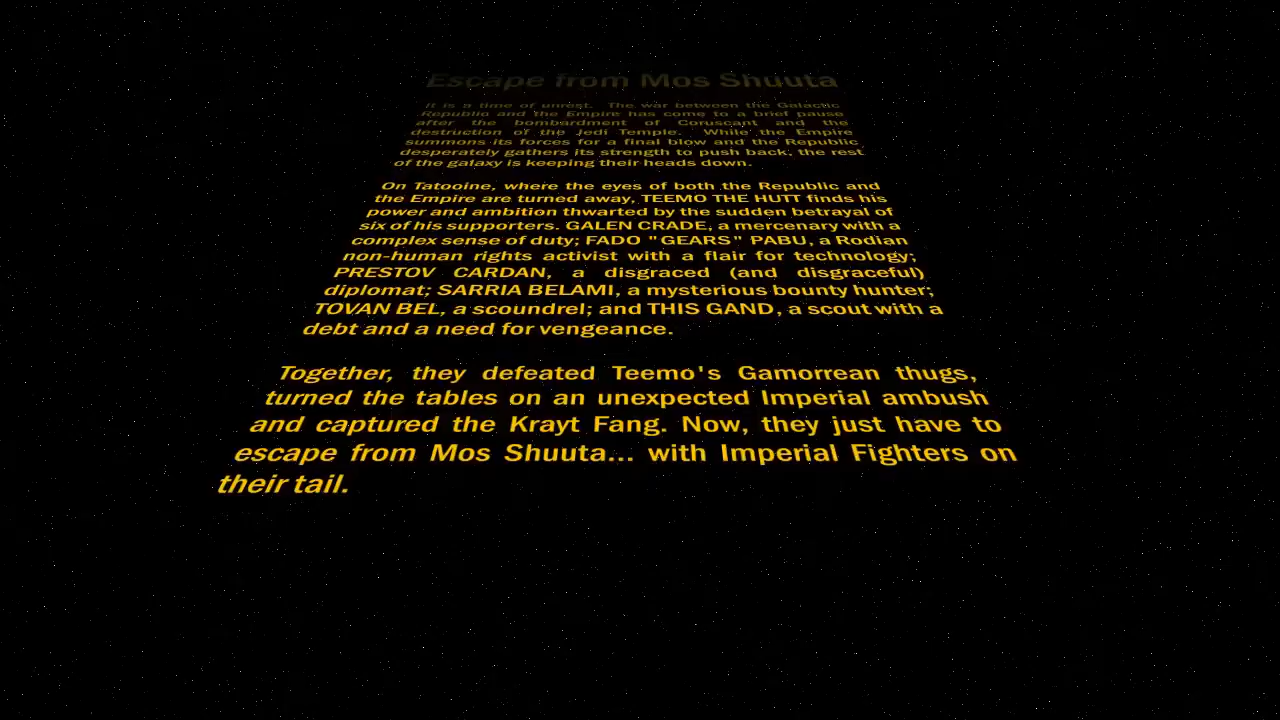 Escape from Mos Shuuta
It is a time of unrest. The war between the Galactic
Republic and the Empire has come to a brief pause
after the bombardment of Coruscant and the
destruction of the Jedi Temple. While the Empire
summons its forces for a final blow and the Republic
desperately gathers its strength to push back, the rest
of the galaxy is keeping their heads down.
On Tatooine, where the eyes of both the Republic and
the Empire are turned away, TEEMO THE HUTT finds his
power and ambition thwarted by the sudden betrayal of
six of his supporters. GALEN CRADE, a mercenary with a
complex sense of duty; FADO "GEARS" PABU, a Rodian
non-human rights activist with a flair for technology;
PRESTOV CARDAN, a disgraced (and disgraceful)
diplomat; SARRIA BELAMI, a mysterious bounty hunter;
TOVAN BEL, a scoundrel; and THIS GAND, a scout with a
debt and a need for vengeance.
Together, they defeated Teemo's Gamorrean thugs,
turned the tables on an unexpected Imperial ambush
and captured the Krayt Fang. Now, they just have to
escape from Mos Shuuta... with Imperial Fighters on
their tail.